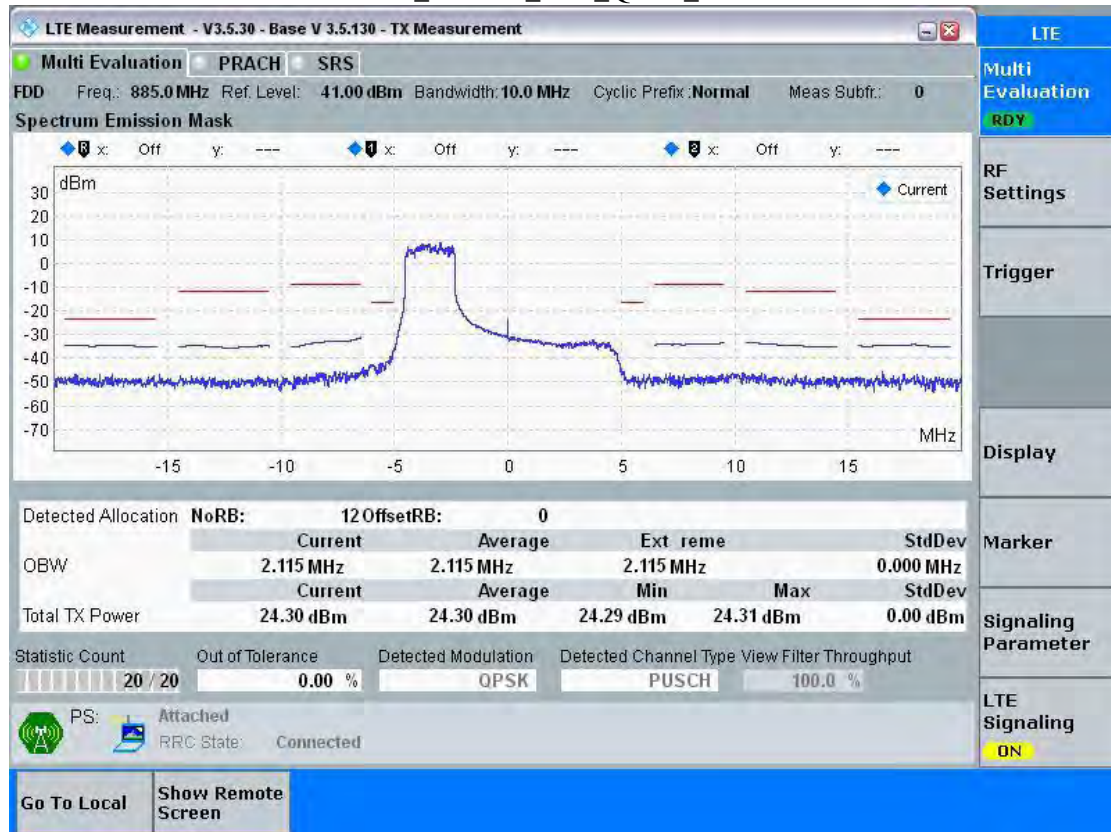 LTE Measurement - V3.5.30 - Base V 3.5.130 - TX Measurement
LTE
Multi Evaluation PRACH SRS
FDD Freq.: 885.0 MHz Ref. Level: 41.00 dBm Bandwidth: 10.0 MHz Cyclic Prefix : Normal Meas Subfr.: 0
Spectrum Emission Mask
R x: Off y: --- 1 x: Off y: --- 2 x: Off y: ---
dBm
Current
30
20
10
0
-10
-20
-30
-40
-50
-60
-70
MHz
-15 -10 -5 0 5 10 15
Detected Allocation NoRB: 12 OffsetRB: 0
Current Average Ext reme StdDev
OBW 2.115 MHz 2.115 MHz 2.115 MHz 0.000 MHz
Current Average Min Max StdDev
Total TX Power 24.30 dBm 24.30 dBm 24.29 dBm 24.31 dBm 0.00 dBm
Statistic Count Out of Tolerance Detected Modulation Detected Channel Type View Filter Throughput
20 / 20 0.00 % QPSK PUSCH 100.0 %
PS: Attached
RRC State: Connected
Multi
Evaluation
RDY
RF
Settings
Trigger
Display
Marker
Signaling
Parameter
LTE
Signaling
ON
Go To Local
Show Remote
Screen